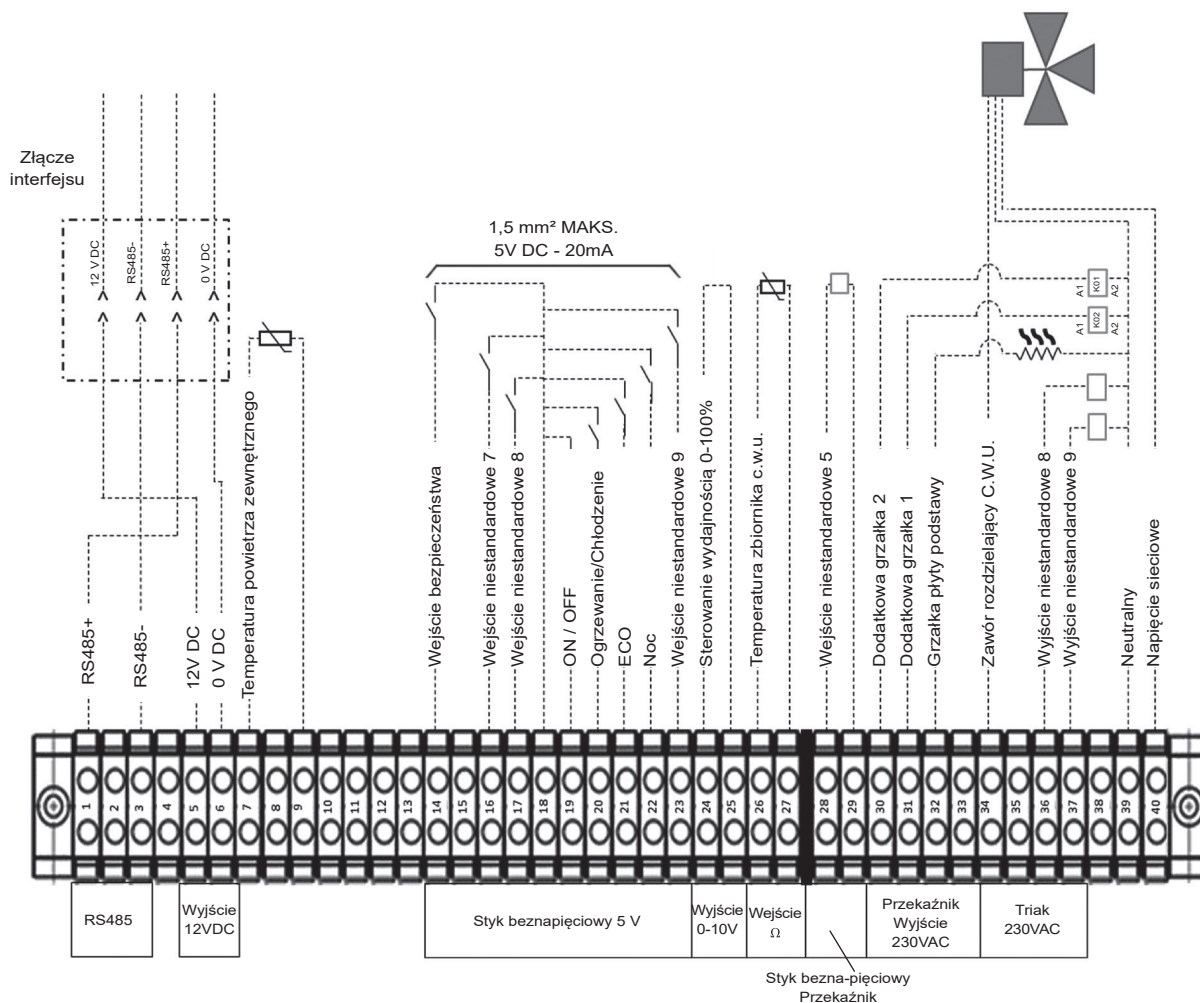 Złącze
interfejsu
12 V DC
RS485-
RS485+
0 V DC
1,5 mm² MAKS.
5V DC - 20mA
A1
K01
A2
A1
K02
A2
RS485+
RS485-
12V DC
0 V DC
Temperatura powietrza zewnętrznego
Wejście bezpieczeństwa
Wejście niestandardowe 7
Wejście niestandardowe 8
ON / OFF
Ogrzewanie/Chłodzenie
ECO
Noc
Wejście niestandardowe 9
Sterowanie wydajnością 0-100%
Temperatura zbiornika c.w.u.
Wejście niestandardowe 5
Dodatkowa grzałka 2
Dodatkowa grzałka 1
Grzałka płyty podstawy
Zawór rozdzielający C.W.U.
Wyjście niestandardowe 8
Wyjście niestandardowe 9
Neutralny
Napięcie sieciowe
1 2 3 4 5 6 7 8 9 10 11 12 13 14 15 16 17 18 19 20 21 22 23 24 25 26 27 28 29 30 31 32 33 34 35 36 37 38 39 40
RS485
Wyjście
12VDC
Styk beznapięciowy 5 V
Wyjście
0-10V
Wejście
Ω
Przekaźnik
Wyjście
230VAC
Triak
230VAC
Styk bezna-pięciowy
Przekaźnik